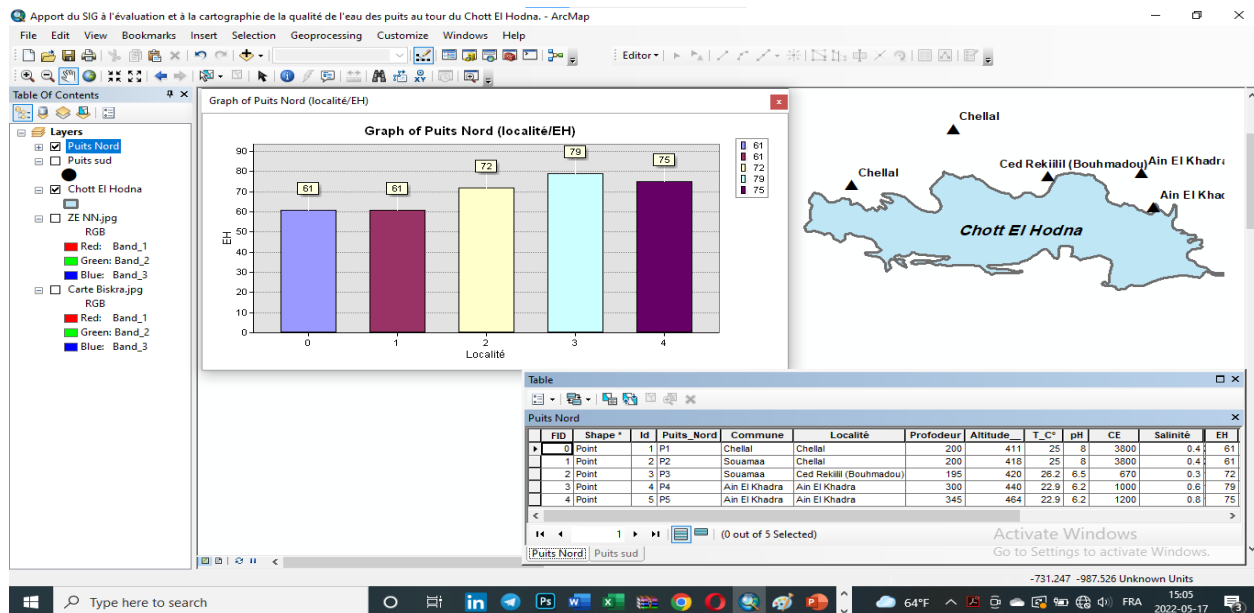 Apport du SIG à l'évaluation et à la cartographie de la qualité de l'eau des puits au tour du Chott El Hodna. - ArcMap
File Edit View Bookmarks Insert Selection Geoprocessing Customize Windows Help
Editor
Table Of Contents
Layers
Puits Nord
Puits sud
Chott El Hodna
ZE NN.jpg
RGB
Red: Band_1
Green: Band_2
Blue: Band_3
Carte Biskra.jpg
RGB
Red: Band_1
Green: Band_2
Blue: Band_3
Graph of Puits Nord (localité/EH)
Graph of Puits Nord (localité/EH)
90
80
70
60
50
40
30
20
10
0
EH
61 61 72 79 75
0 1 2 3 4
Localité
61
61
72
79
75
Chellal
Chellal
Ced Rekiilil (Bouhmadou)
Ain El Khadra
Ain El Khad
Chott El Hodna
Table
Puits Nord
FID Shape * Id Puits_Nord Commune Localité Profodeur Altitude__ T_C° pH CE Salinité EH
0 Point 1 P1 Chellal Chellal 200 411 25 8 3800 0.4 61
1 Point 2 P2 Souamaa Chellal 200 418 25 8 3800 0.4 61
2 Point 3 P3 Souamaa Ced Rekiilil (Bouhmadou) 195 420 26.2 6.5 670 0.3 72
3 Point 4 P4 Ain El Khadra Ain El Khadra 300 440 22.9 6.2 1000 0.6 79
4 Point 5 P5 Ain El Khadra Ain El Khadra 345 464 22.9 6.2 1200 0.8 75
1 (0 out of 5 Selected)
Puits Nord Puits sud
Activate Windows
Go to Settings to activate Windows.
-731.247 -987.526 Unknown Units
Type here to search
64°F FRA 15:05
2022-05-17